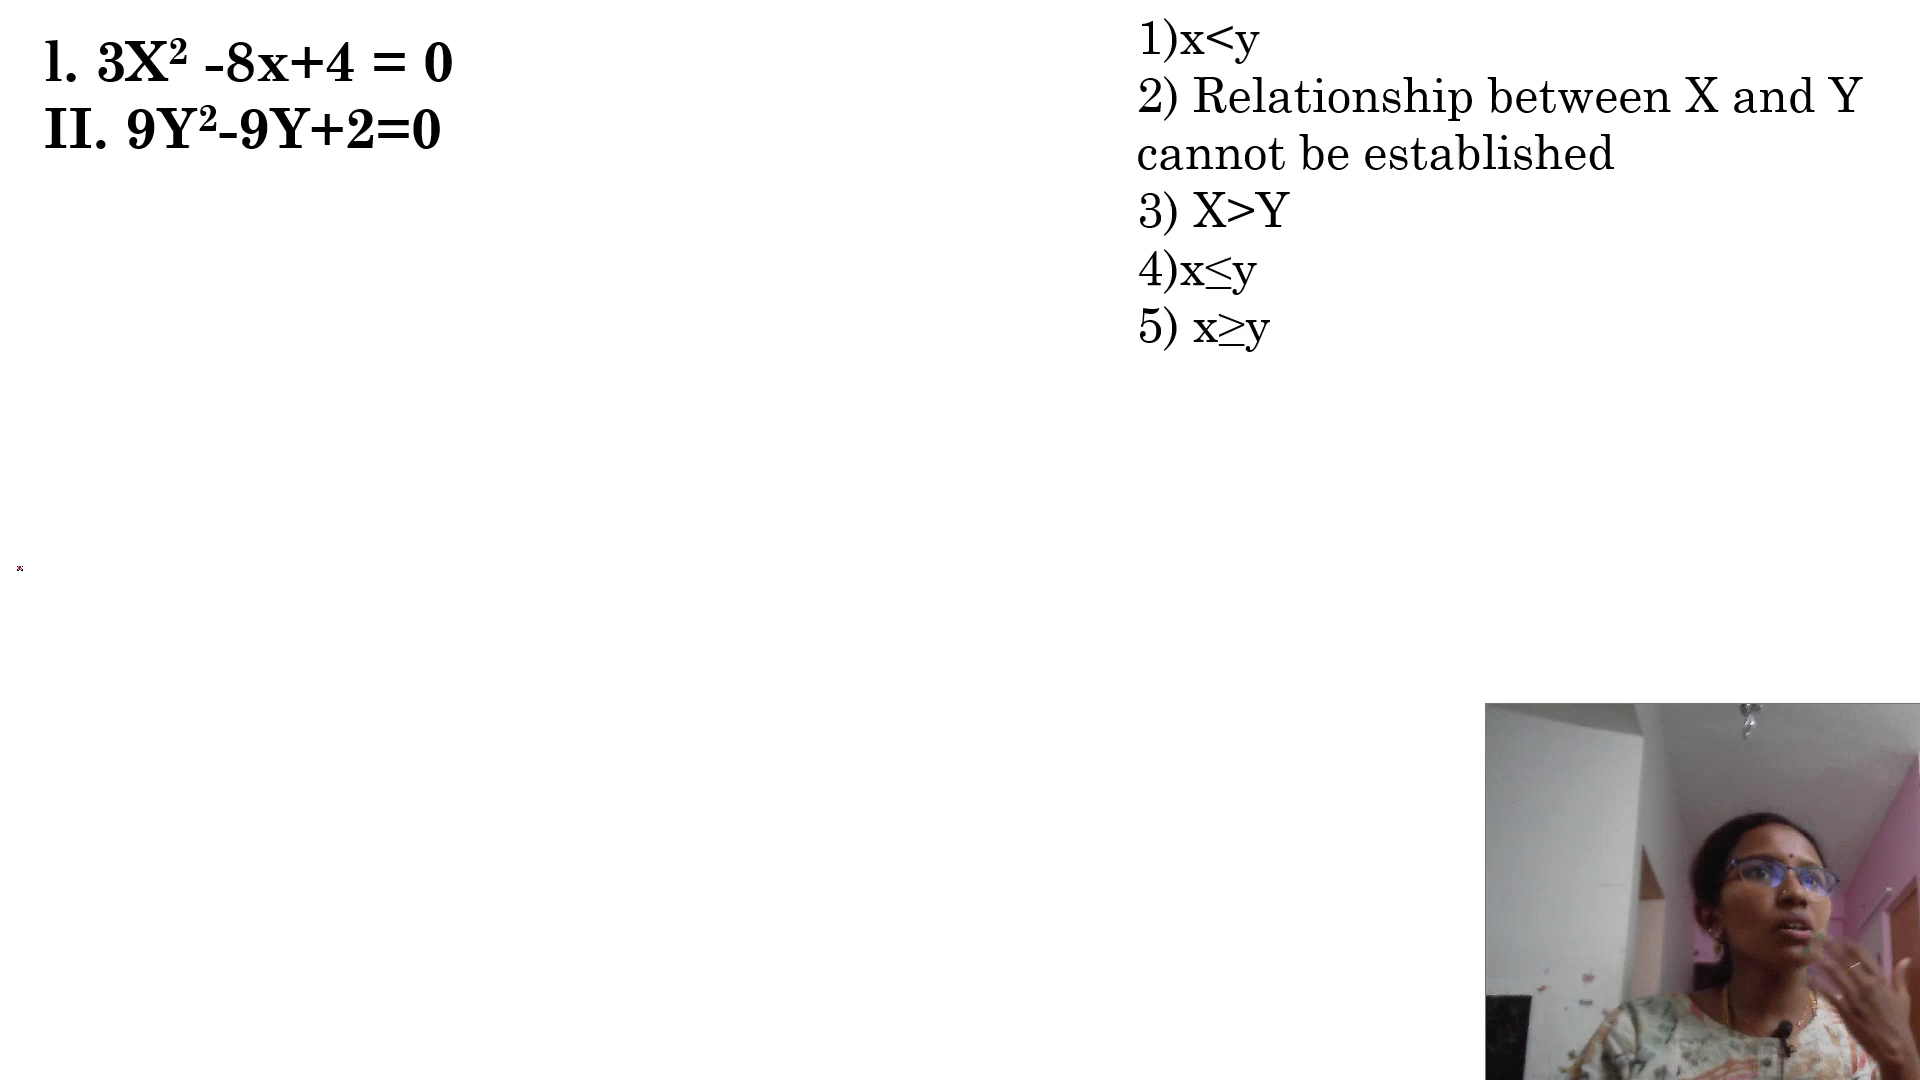 l. 3X² -8x+4 = 0
II. 9Y²-9Y+2=0
1)x<y
2) Relationship between X and Y
cannot be established
3) X>Y
4)x≤y
5) x≥y